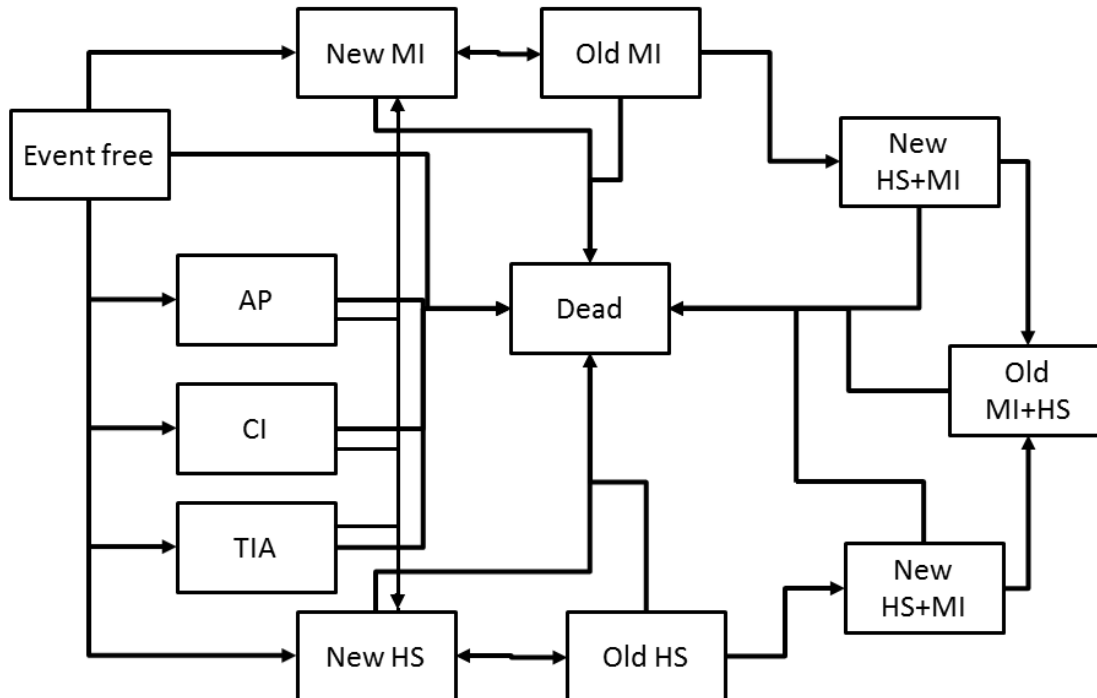 New MI
Old MI
Event free
New
HS+MI
AP
Dead
Old
MI+HS
CI
TIA
New
HS+MI
New HS
Old HS